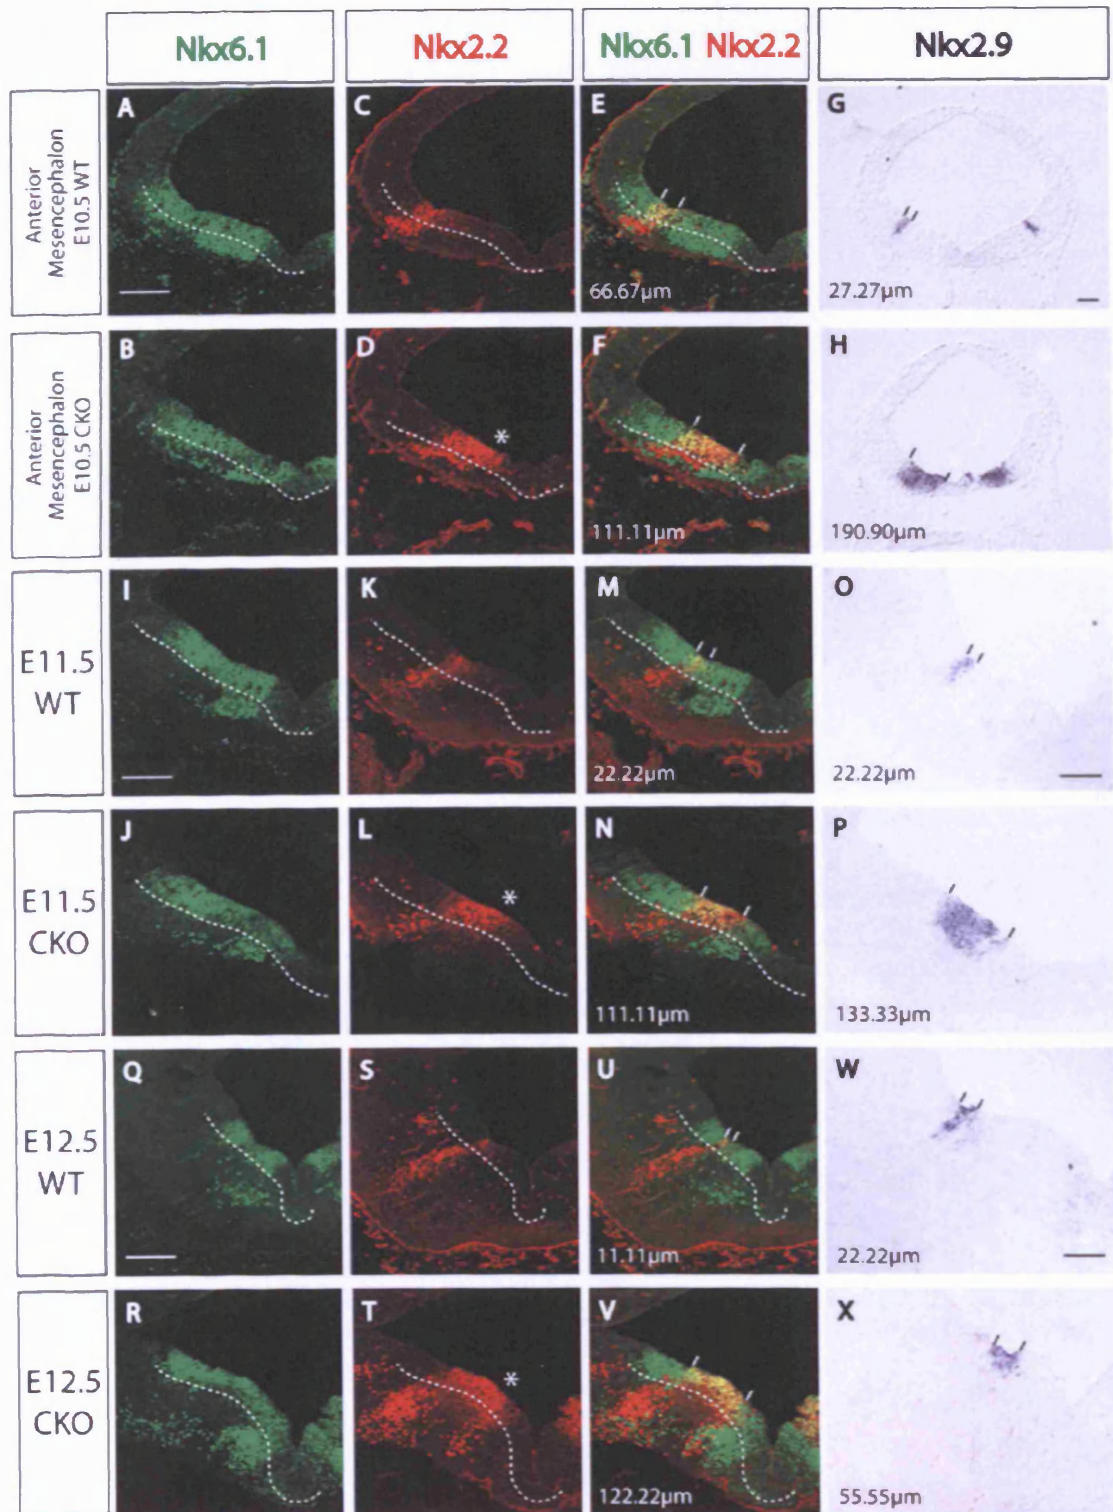 Nkx6.1
Nkx2.2
Nkx6.1 Nkx2.2
Nkx2.9
Anterior
Mesencephalon
E10.5 WT
A
C
E
66.67µm
G
27.27µm
Anterior
Mesencephalon
E10.5 CKO
B
D
*
F
111.11µm
H
190.90µm
E11.5
WT
I
K
M
22.22µm
O
22.22µm
E11.5
CKO
J
L
*
N
111.11µm
P
133.33µm
E12.5
WT
Q
S
U
11.11µm
W
22.22µm
E12.5
CKO
R
T
*
V
122.22µm
X
55.55µm